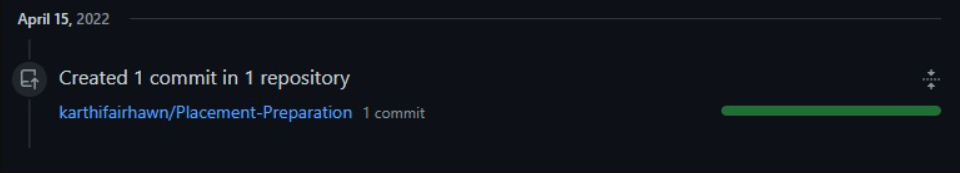 April 15, 2022
Created 1 commit in 1 repository
karthifairhawn/Placement-Preparation 1 commit